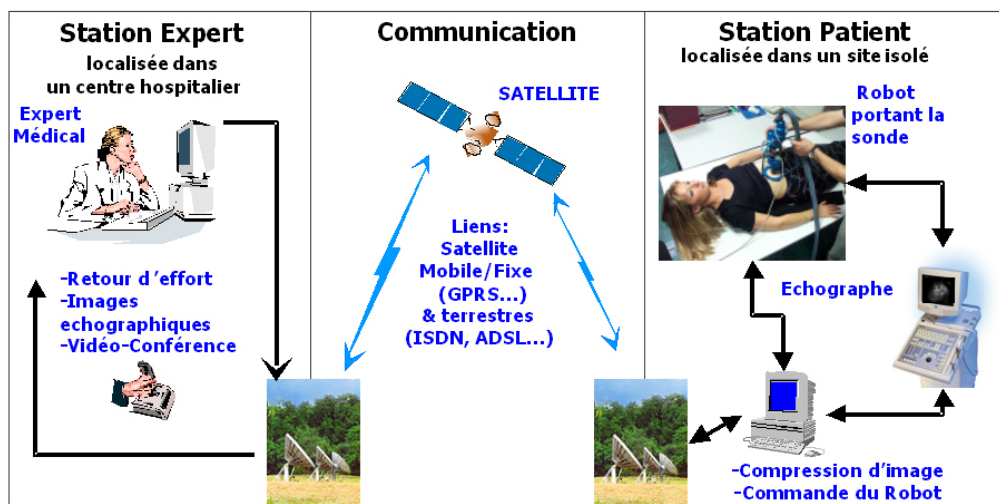 Station Expert
localisée dans
un centre hospitalier
Expert
Médical
-Retour d'effort
-Images
echographiques
-Vidéo-Conférence
Communication
SATELLITE
Liens:
Satellite
Mobile/Fixe
(GPRS...)
& terrestres
(ISDN, ADSL...)
Station Patient
localisée dans un site isolé
Robot
portant la
sonde
Echographe
-Compression d'image
-Commande du Robot